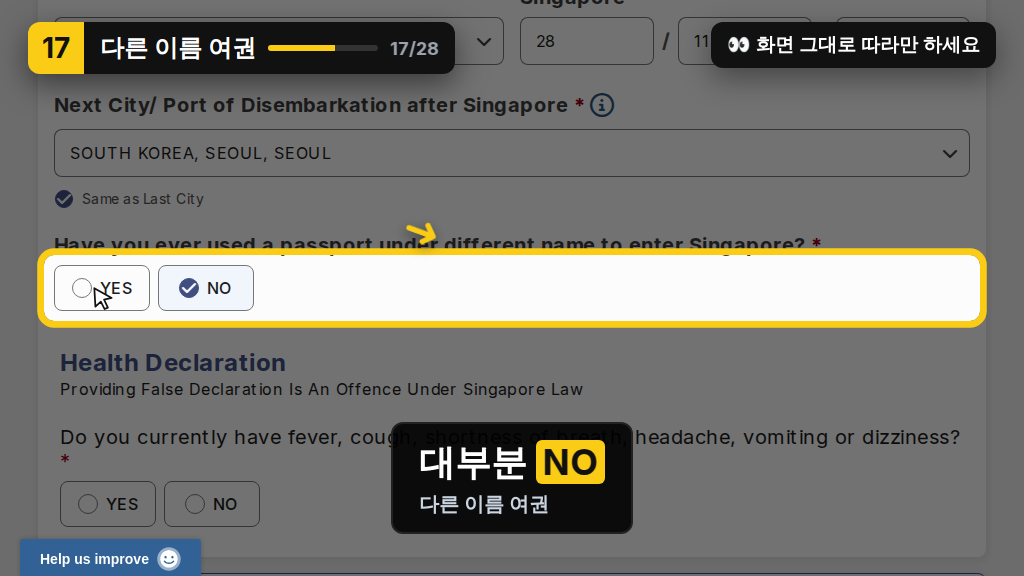 Singapore
17 다른 이름 여권 17/28
28 / 11
👀 화면 그대로 따라만 하세요
Next City/ Port of Disembarkation after Singapore *
SOUTH KOREA, SEOUL, SEOUL
Same as Last City
Have you ever used a passport under different name to enter Singapore? *
YES NO
Health Declaration
Providing False Declaration Is An Offence Under Singapore Law
Do you currently have fever, cough, shortness of breath, headache, vomiting or dizziness?
*
대부분 NO
다른 이름 여권
YES NO
Help us improve